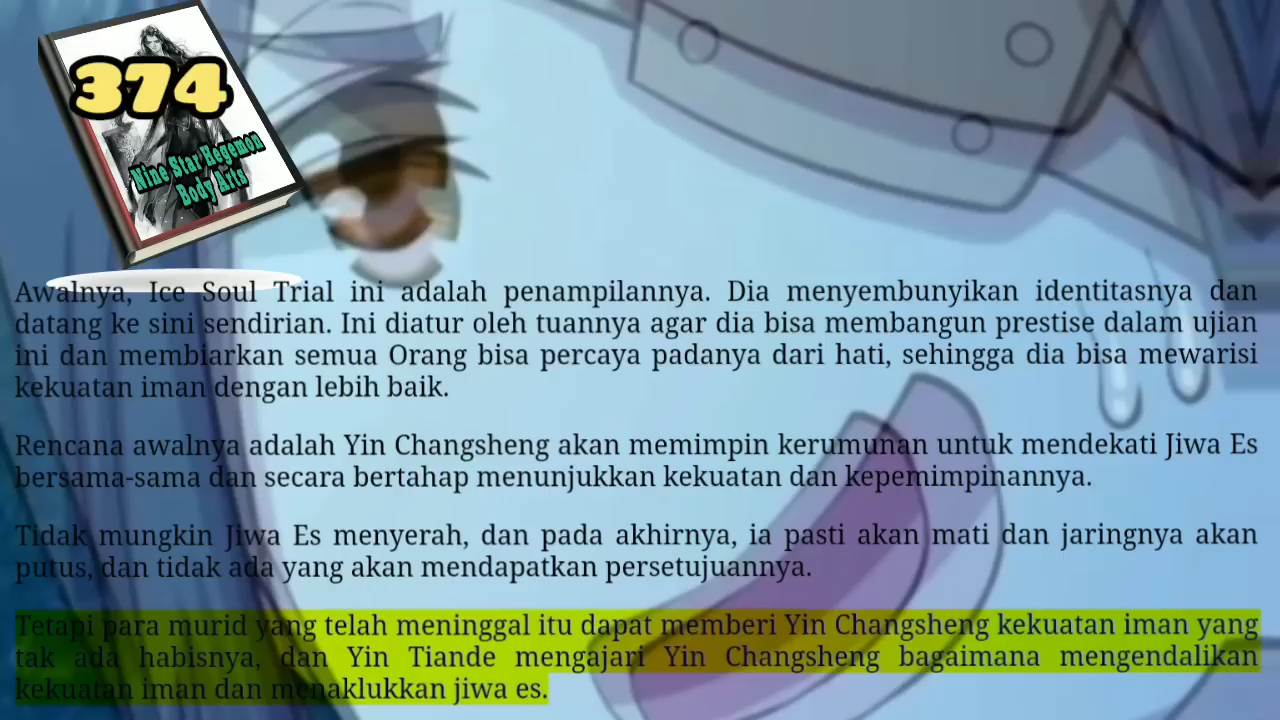 374
Nine Star Hegemon
Body Arts
Awalnya, Ice Soul Trial ini adalah penampilannya. Dia menyembunyikan identitasnya dan
datang ke sini sendirian. Ini diatur oleh tuannya agar dia bisa membangun prestise dalam ujian
ini dan membiarkan semua Orang bisa percaya padanya dari hati, sehingga dia bisa mewarisi
kekuatan iman dengan lebih baik.
Rencana awalnya adalah Yin Changsheng akan memimpin kerumunan untuk mendekati Jiwa Es
bersama-sama dan secara bertahap menunjukkan kekuatan dan kepemimpinannya.
Tidak mungkin Jiwa Es menyerah, dan pada akhirnya, ia pasti akan mati dan jaringnya akan
putus, dan tidak ada yang akan mendapatkan persetujuannya.
Tetapi para murid yang telah meninggal itu dapat memberi Yin Changsheng kekuatan iman yang
tak ada habisnya, dan Yin Tiande mengajari Yin Changsheng bagaimana mengendalikan
kekuatan iman dan menaklukkan jiwa es.